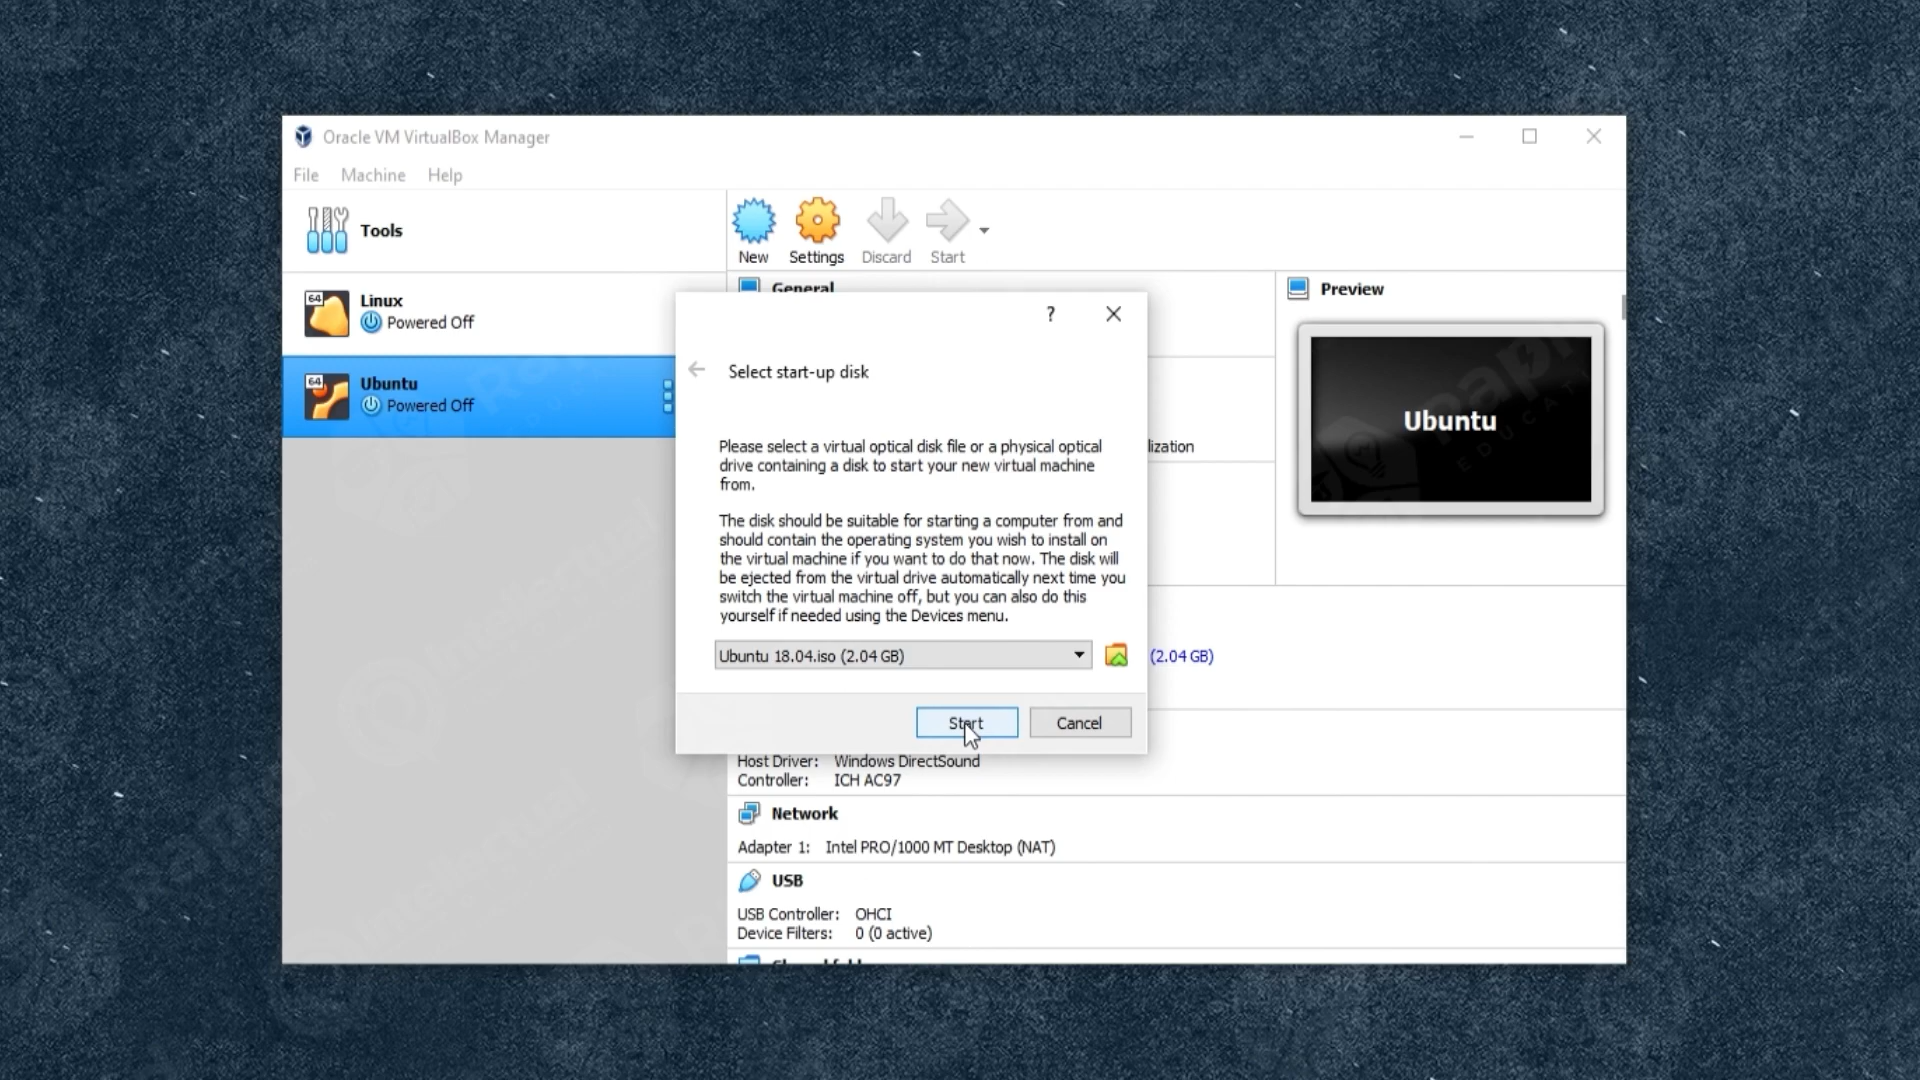 Oracle VM VirtualBox Manager
File Machine Help
Tools
New Settings Discard Start
64 Linux
Powered Off
64 Ubuntu
Powered Off
General
Preview
Ubuntu
?
Select start-up disk
Please select a virtual optical disk file or a physical optical
drive containing a disk to start your new virtual machine
from.
The disk should be suitable for starting a computer from and
should contain the operating system you wish to install on
the virtual machine if you want to do that now. The disk will
be ejected from the virtual drive automatically next time you
switch the virtual machine off, but you can also do this
yourself if needed using the Devices menu.
Ubuntu 18.04.iso (2.04 GB)
Start Cancel
lization
(2.04 GB)
Host Driver: Windows DirectSound
Controller: ICH AC97
Network
Adapter 1: Intel PRO/1000 MT Desktop (NAT)
USB
USB Controller: OHCI
Device Filters: 0 (0 active)